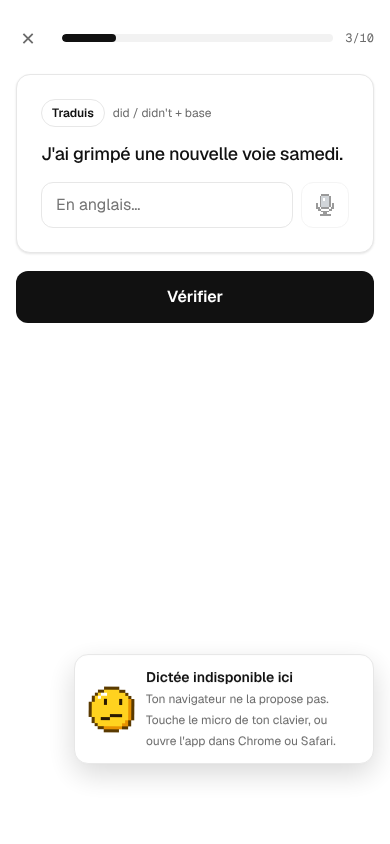 3/10
Traduis did / didn't + base
J'ai grimpé une nouvelle voie samedi.
En anglais...
Vérifier
Dictée indisponible ici
Ton navigateur ne la propose pas.
Touche le micro de ton clavier, ou
ouvre l'app dans Chrome ou Safari.